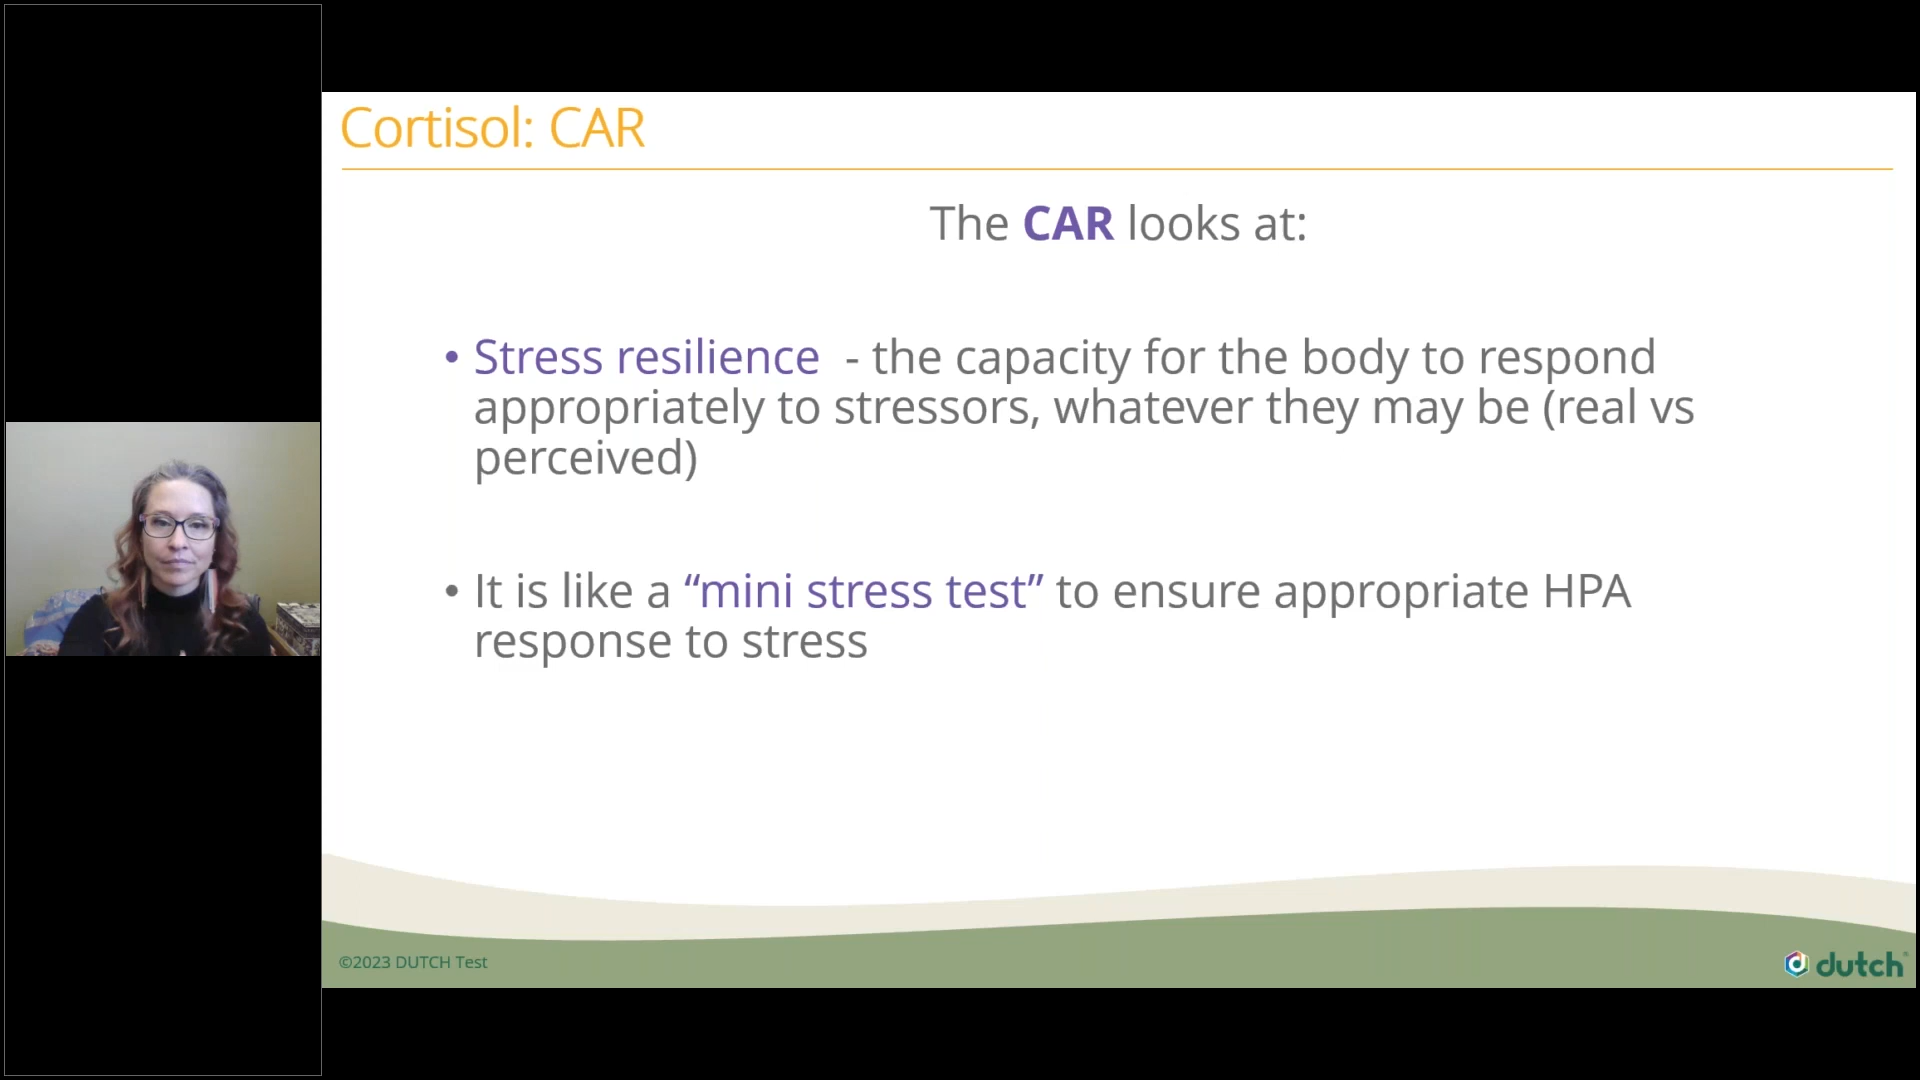 Cortisol: CAR
The CAR looks at:
• Stress resilience  - the capacity for the body to respond
appropriately to stressors, whatever they may be (real vs
perceived)
• It is like a “mini stress test” to ensure appropriate HPA
response to stress
©2023 DUTCH Test
dutch